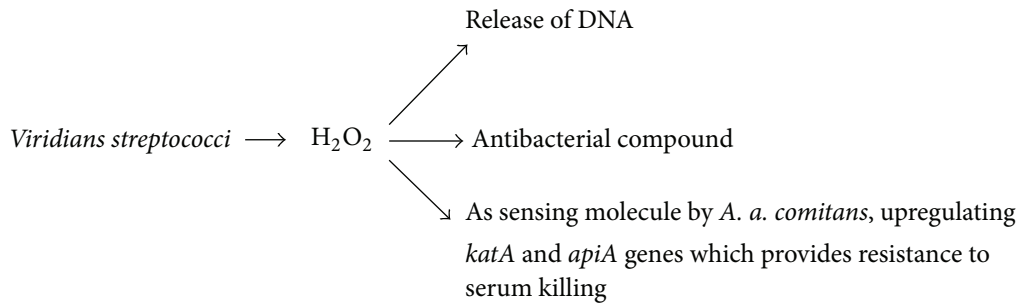 Release of DNA
Viridians streptococci → H₂O₂ → Antibacterial compound
As sensing molecule by A. a. comitans, upregulating
katA and apiA genes which provides resistance to
serum killing